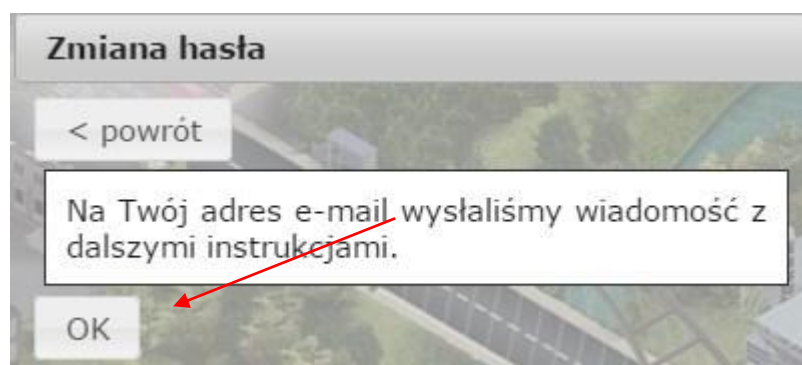 Zmiana hasła
< powrót
Na Twój adres e-mail wysłaliśmy wiadomość z
dalszymi instrukcjami.
OK